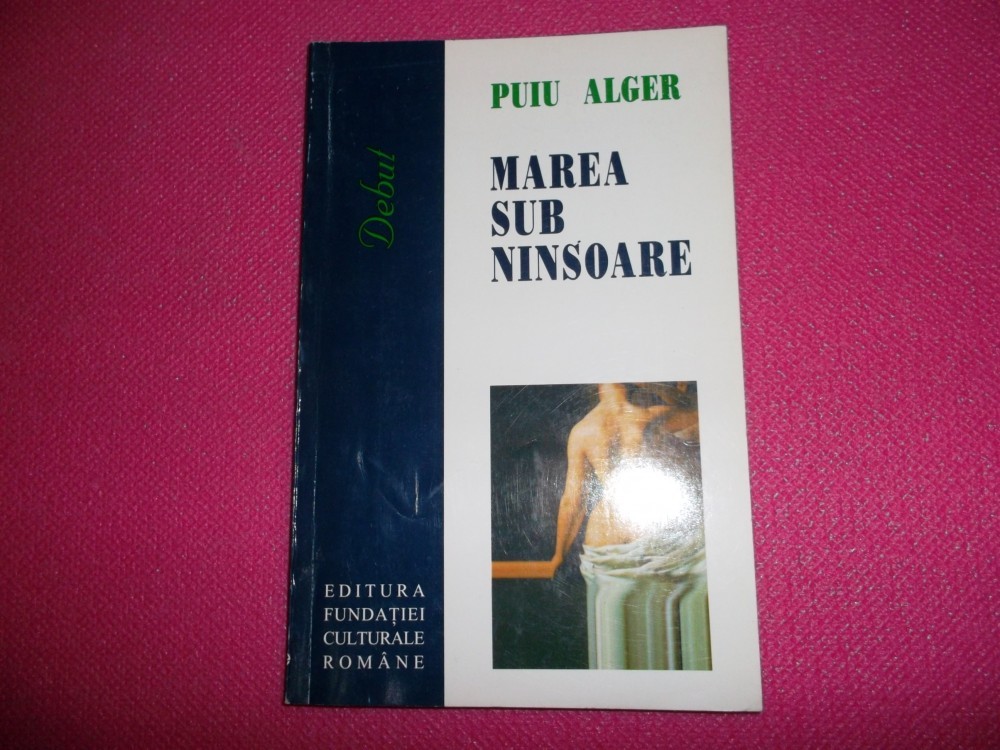 PUIU ALGER
MAREA
SUB
NINSOARE
Debut
EDITURA
FUNDAȚIEI
CULTURALE
ROMÂNE